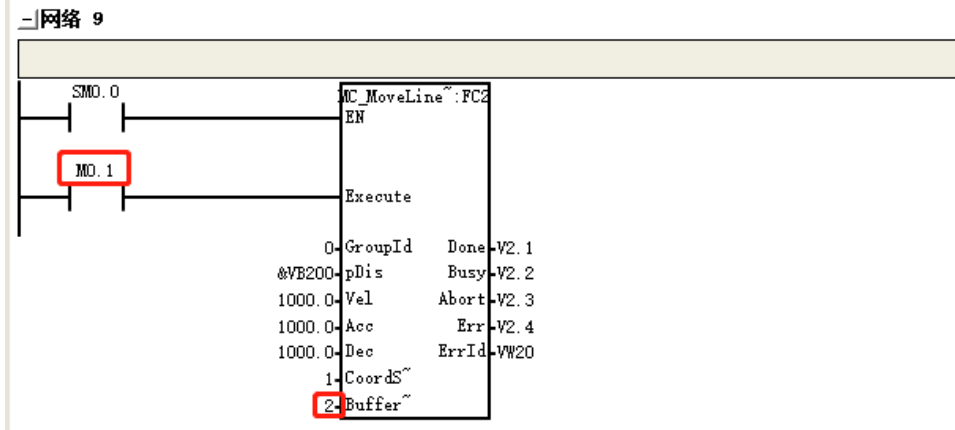 网络 9
SM0.0
MC_MoveLine~:FC2
EN
M0.1
Execute
0 GroupId Done V2.1
&VB200 pDis Busy V2.2
1000.0 Vel Abort V2.3
1000.0 Acc Err V2.4
1000.0 Dec ErrId VW20
1 CoordS~
2 Buffer~